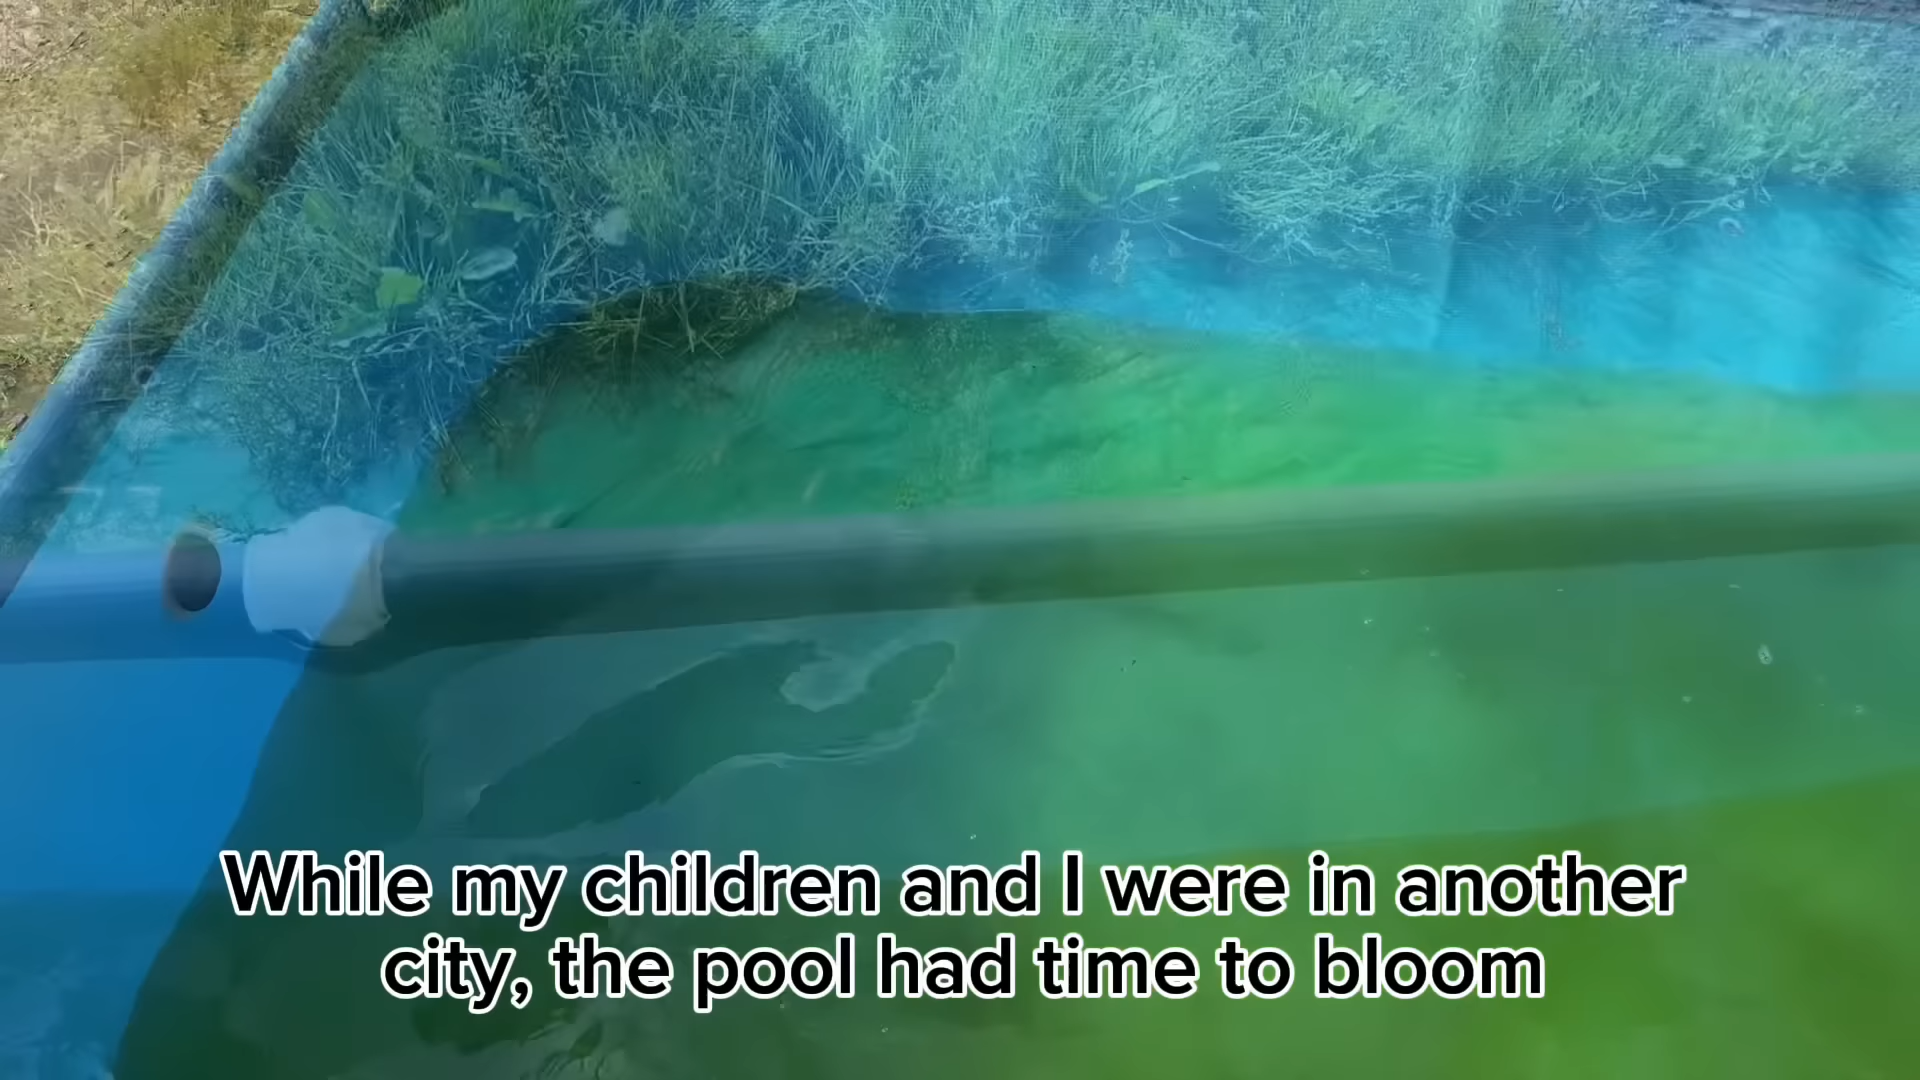 While my children and I were in another
city, the pool had time to bloom